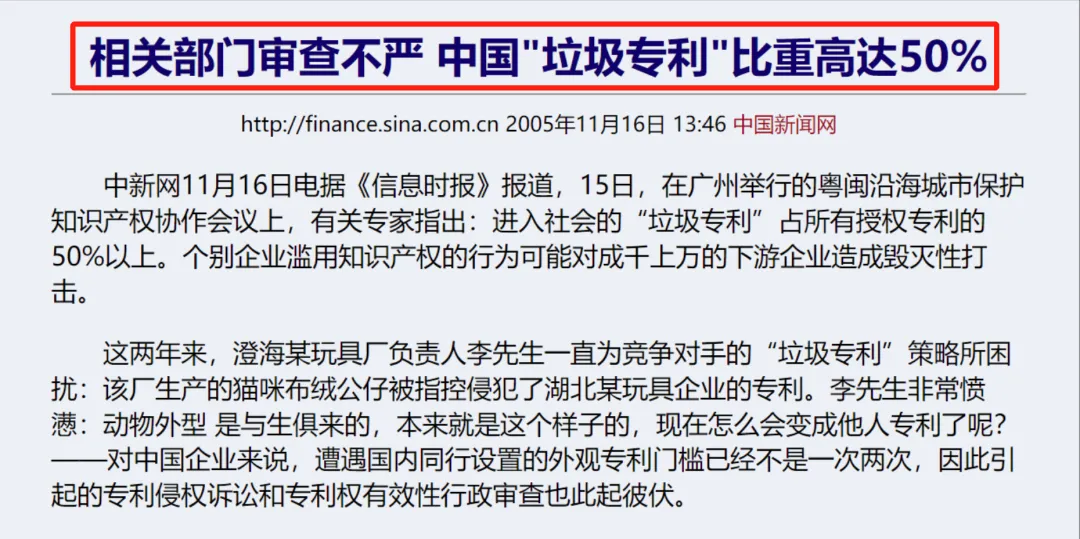 相关部门审查不严 中国"垃圾专利"比重高达50%
http://finance.sina.com.cn 2005年11月16日 13:46 中国新闻网
中新网11月16日电据《信息时报》报道，15日，在广州举行的粤闽沿海城市保护
知识产权协作会议上，有关专家指出：进入社会的“垃圾专利”占所有授权专利的
50%以上。个别企业滥用知识产权的行为可能对成千上万的下游企业造成毁灭性打
击。
这两年来，澄海某玩具厂负责人李先生一直为竞争对手的“垃圾专利”策略所困
扰：该厂生产的猫咪布绒公仔被指控侵犯了湖北某玩具企业的专利。李先生非常愤
懑：动物外型 是与生俱来的，本来就是这个样子的，现在怎么会变成他人专利了呢？
——对中国企业来说，遭遇国内同行设置的外观专利门槛已经不是一次两次，因此引
起的专利侵权诉讼和专利权有效性行政审查也此起彼伏。